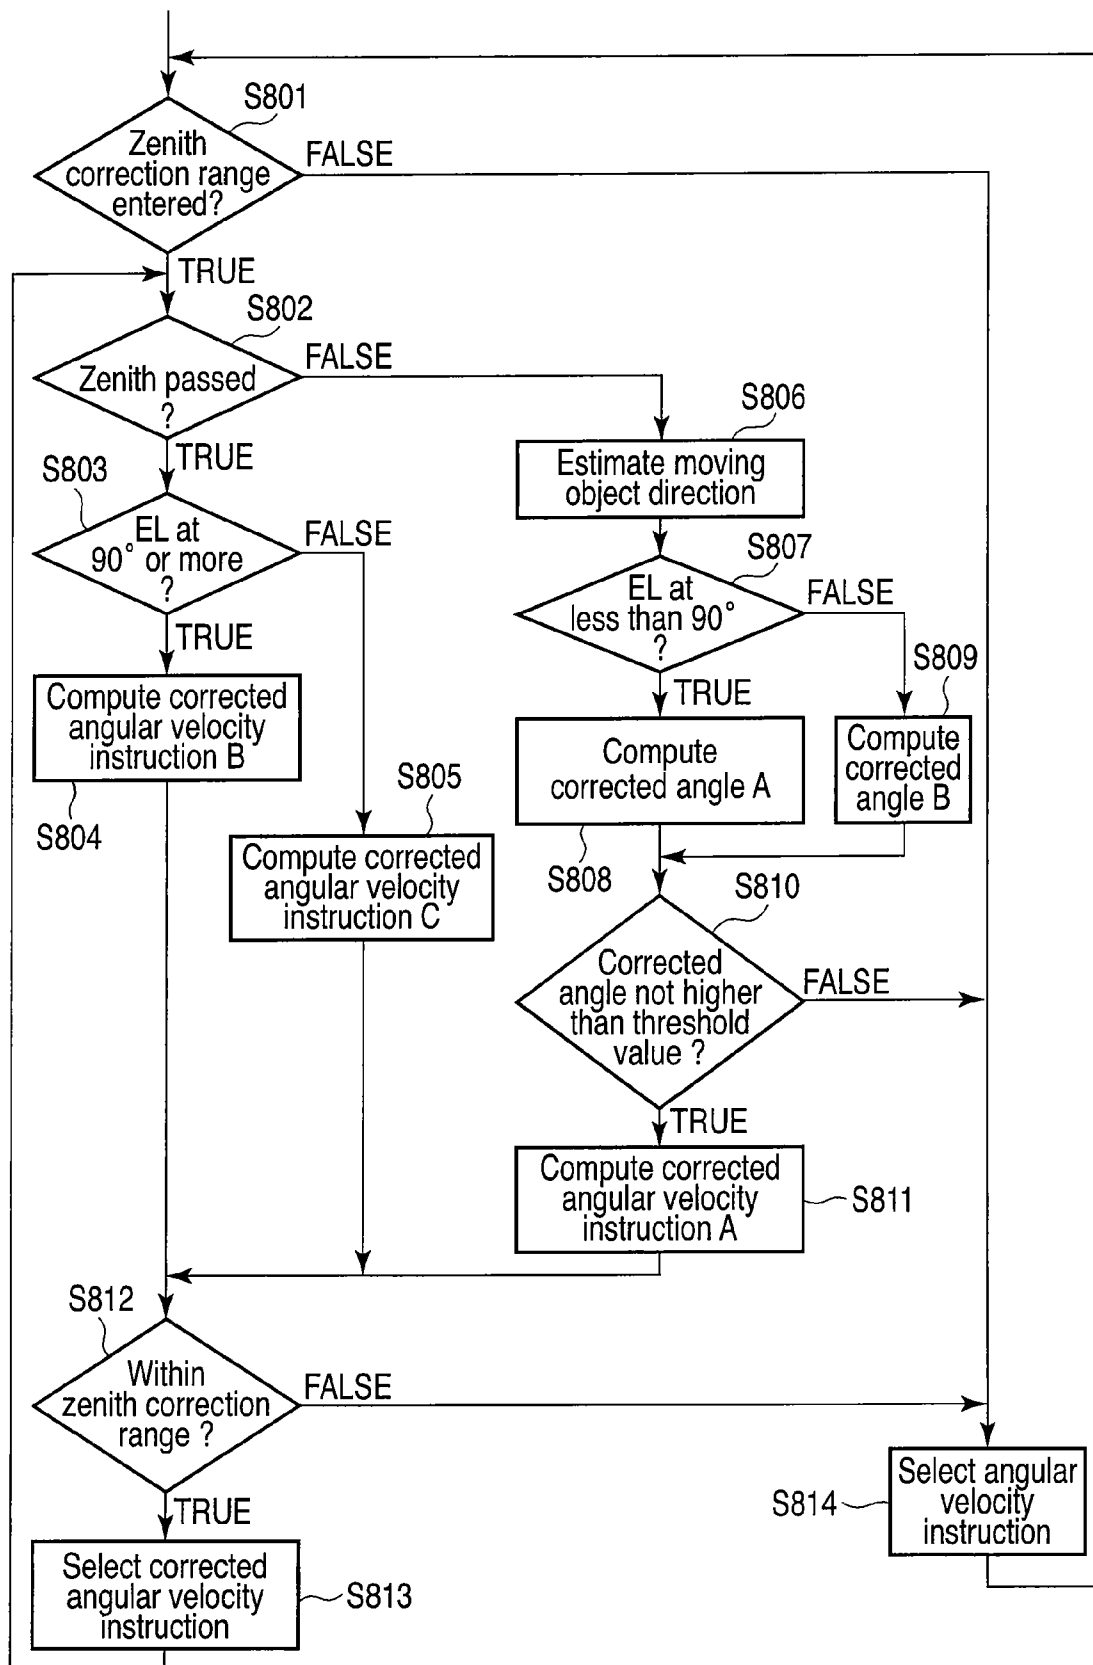 S801
Zenith
correction range
entered?
FALSE
TRUE
S802
Zenith passed
?
FALSE
TRUE
S806
Estimate moving
object direction
S803
EL at
90° or more
?
FALSE
TRUE
S807
EL at
less than 90°
?
FALSE
TRUE
S804
Compute corrected
angular velocity
instruction B
S805
Compute corrected
angular velocity
instruction C
S808
Compute
corrected angle A
S809
Compute
corrected
angle B
S810
Corrected
angle not higher
than threshold
value ?
FALSE
TRUE
Compute corrected
angular velocity
instruction A
S811
S812
Within
zenith correction
range ?
FALSE
TRUE
Select corrected
angular velocity
instruction
S813
S814
Select angular
velocity
instruction